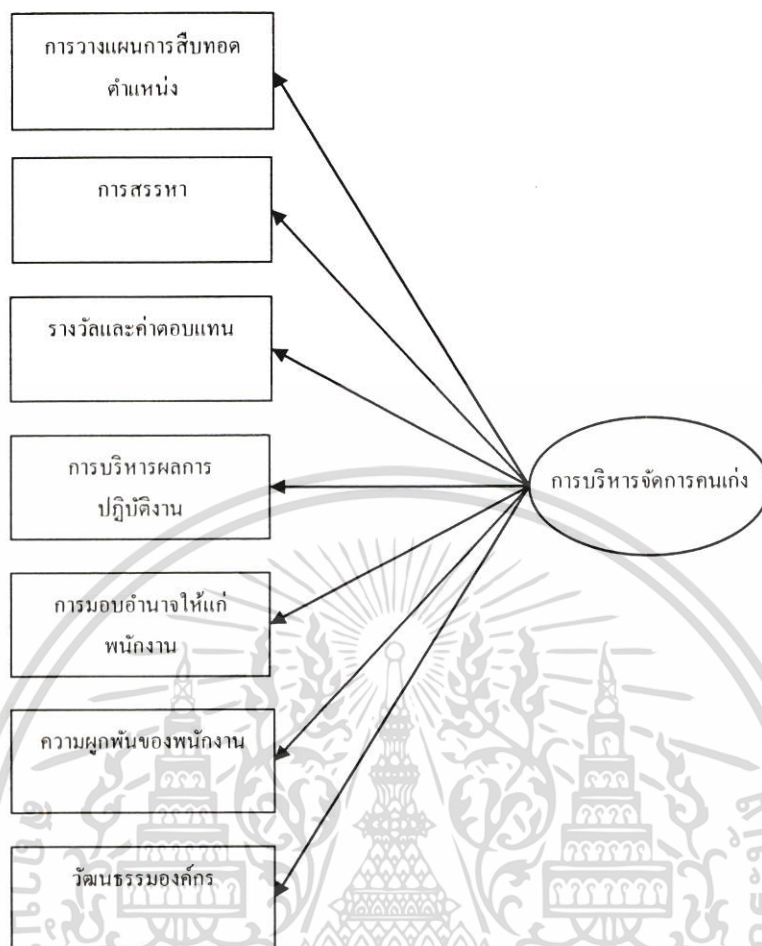 การวางแผนการสืบทอด
ตำแหน่ง
การสรรหา
รางวัลและค่าตอบแทน
การบริหารผลการ
ปฏิบัติงาน
การบริหารจัดการคนเก่ง
การมอบอำนาจให้แก่
พนักงาน
ความผูกพันของพนักงาน
วัฒนธรรมองค์กร